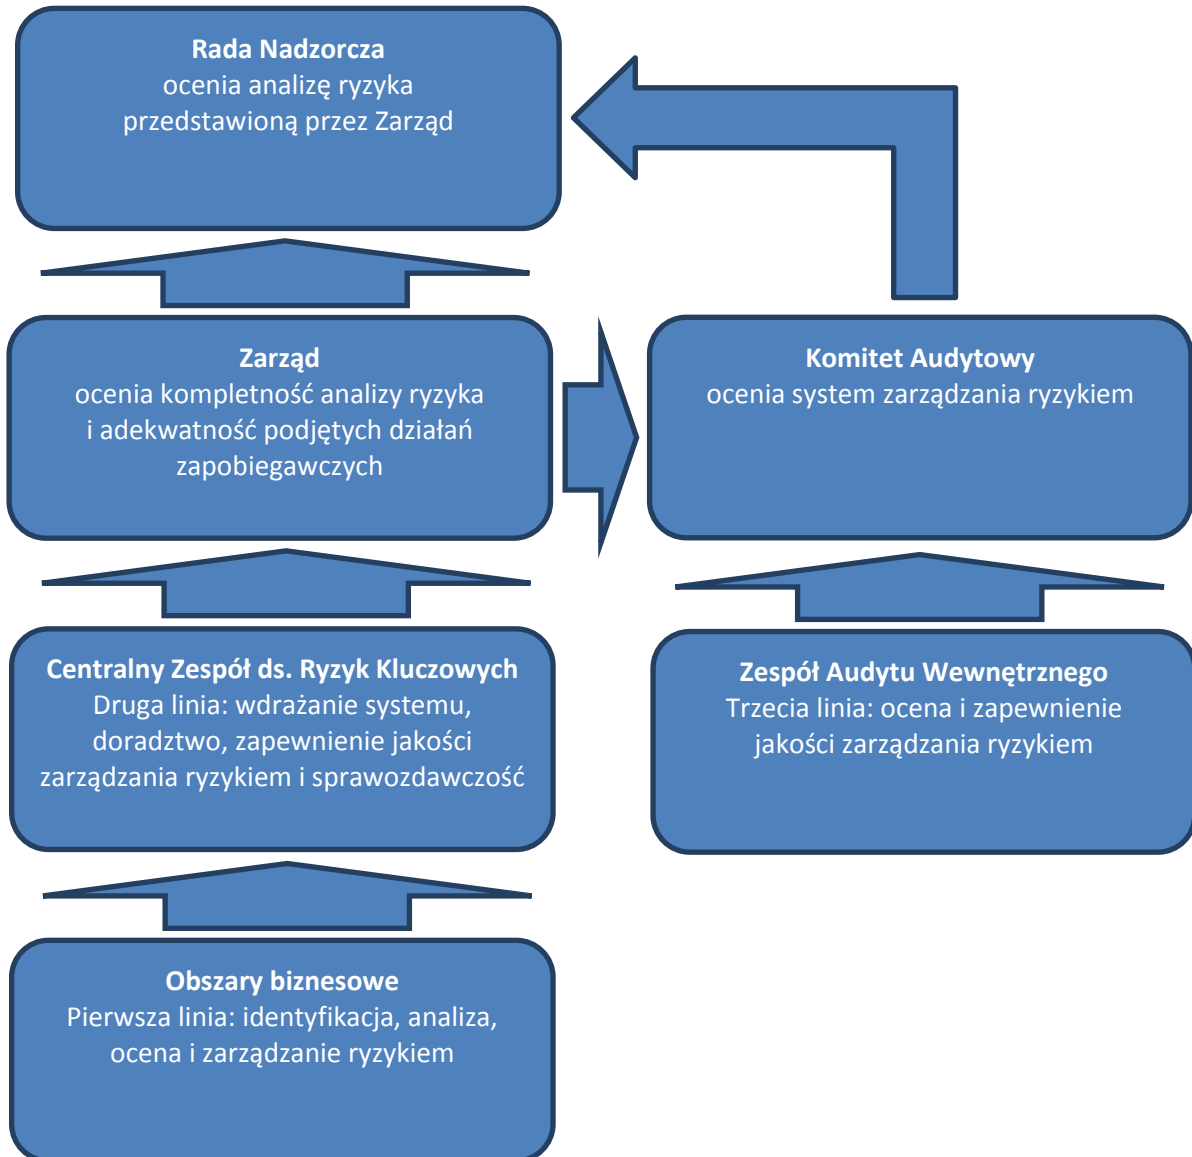 Rada Nadzorcza
ocenia analizę ryzyka
przedstawioną przez Zarząd
Zarząd
ocenia kompletność analizy ryzyka
i adekwatność podjętych działań
zapobiegawczych
Komitet Audytowy
ocenia system zarządzania ryzykiem
Centralny Zespół ds. Ryzyk Kluczowych
Druga linia: wdrażanie systemu,
doradztwo, zapewnienie jakości
zarządzania ryzykiem i sprawozdawczość
Zespół Audytu Wewnętrznego
Trzecia linia: ocena i zapewnienie
jakości zarządzania ryzykiem
Obszary biznesowe
Pierwsza linia: identyfikacja, analiza,
ocena i zarządzanie ryzykiem